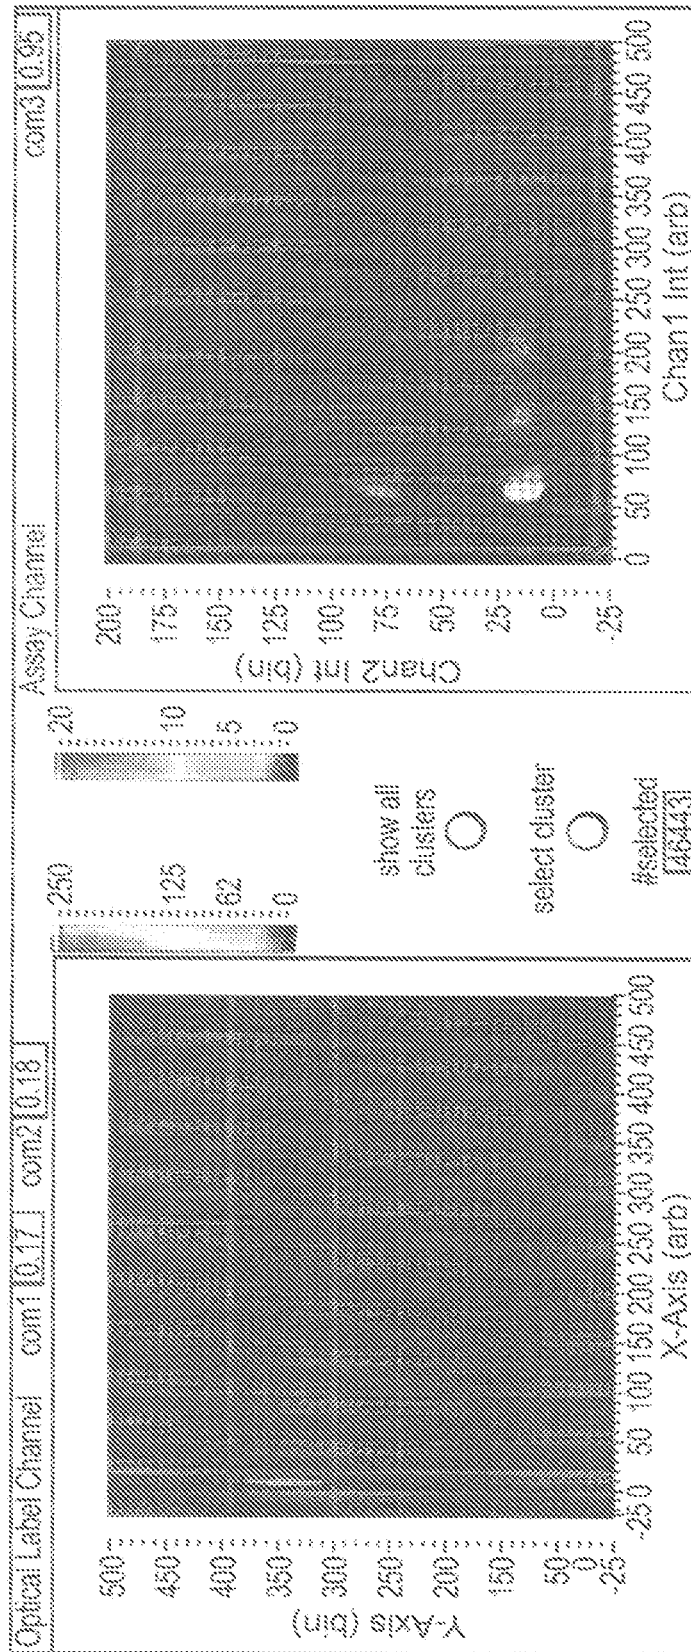 Optical Label Channel com1 0.17 com2 0.18
500
450
400
350
300
250
200
150
100
50
0
-25
Y-Axis (bin)
-25 0 50 100 150 200 250 300 350 400 450 500
X-Axis (arb)
250
125
62
0
20
10
5
0
show all
clusters
select cluster
#selected
46443
Assay Channel com3 0.95
200
175
150
125
100
75
50
25
0
-25
Chan2 Int (bin)
0 50 100 150 200 250 300 350 400 450 500
Chan1 Int (arb)